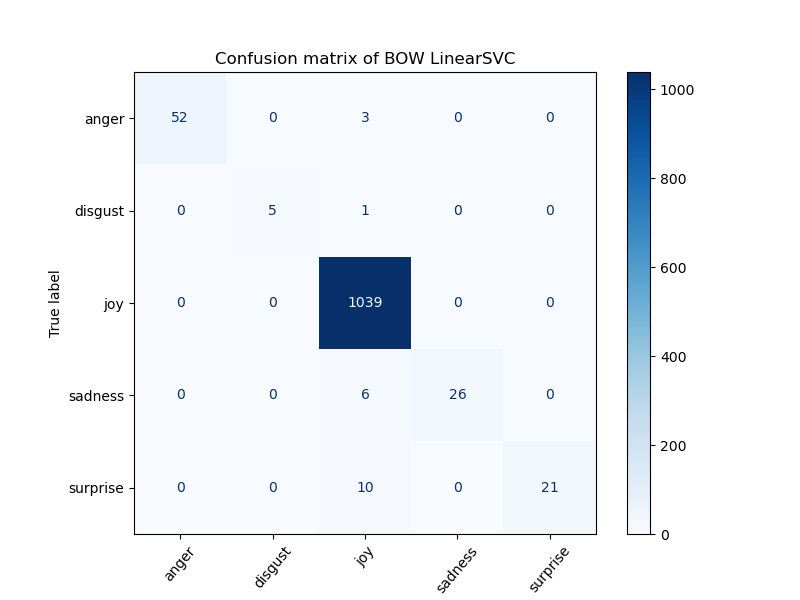 Confusion matrix of BOW LinearSVC
True label
anger 52 0 3 0 0
disgust 0 5 1 0 0
joy 0 0 1039 0 0
sadness 0 0 6 26 0
surprise 0 0 10 0 21
anger disgust joy sadness surprise
1000
800
600
400
200
0